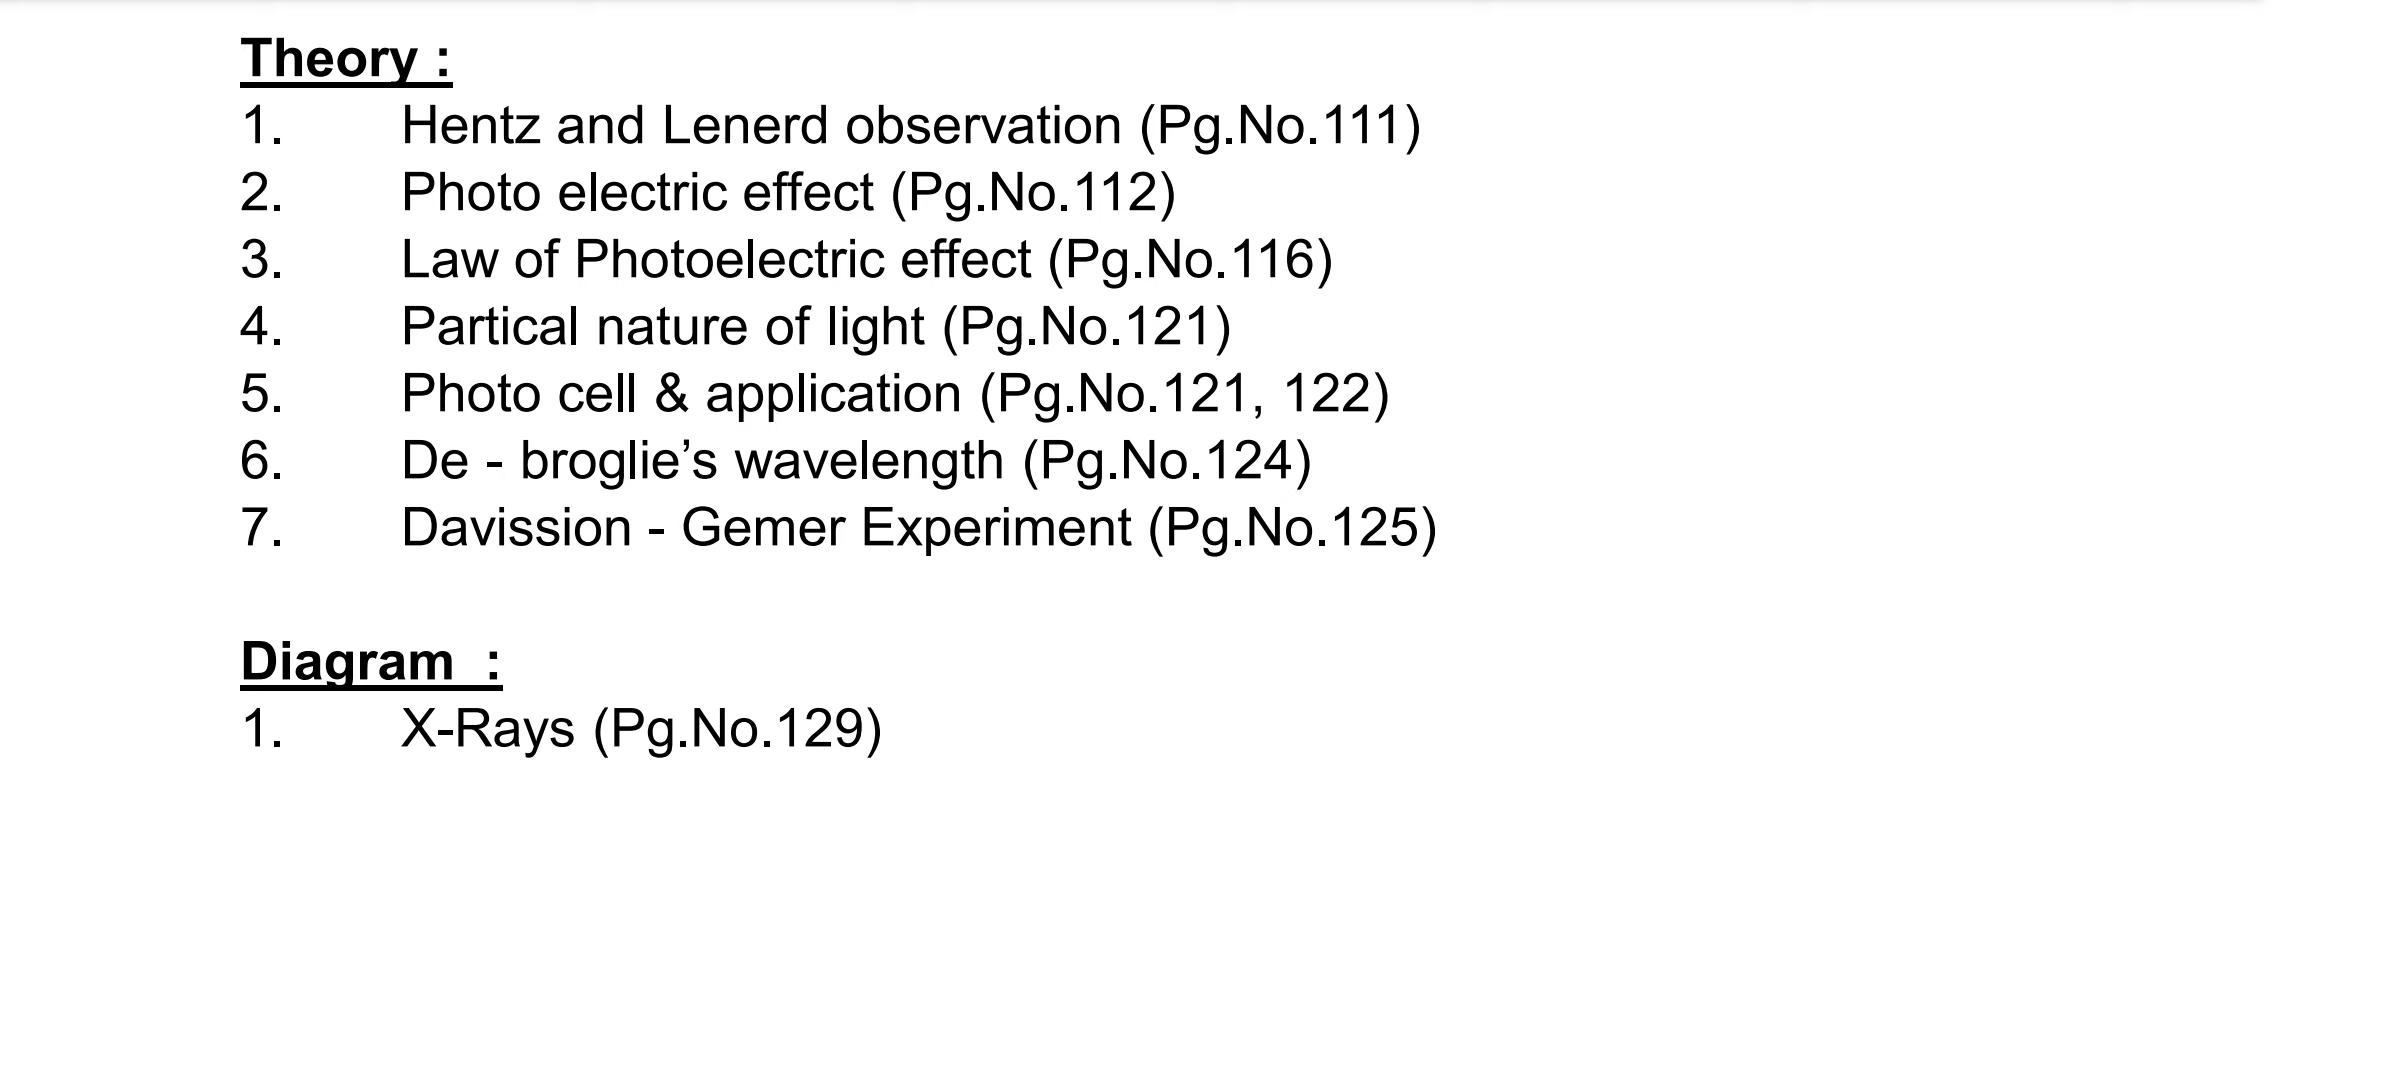 Theory :
1. Hentz and Lenerd observation (Pg.No.111)
2. Photo electric effect (Pg.No.112)
3. Law of Photoelectric effect (Pg.No.116)
4. Partical nature of light (Pg.No.121)
5. Photo cell & application (Pg.No.121, 122)
6. De - broglie’s wavelength (Pg.No.124)
7. Davission - Gemer Experiment (Pg.No.125)
Diagram :
1. X-Rays (Pg.No.129)